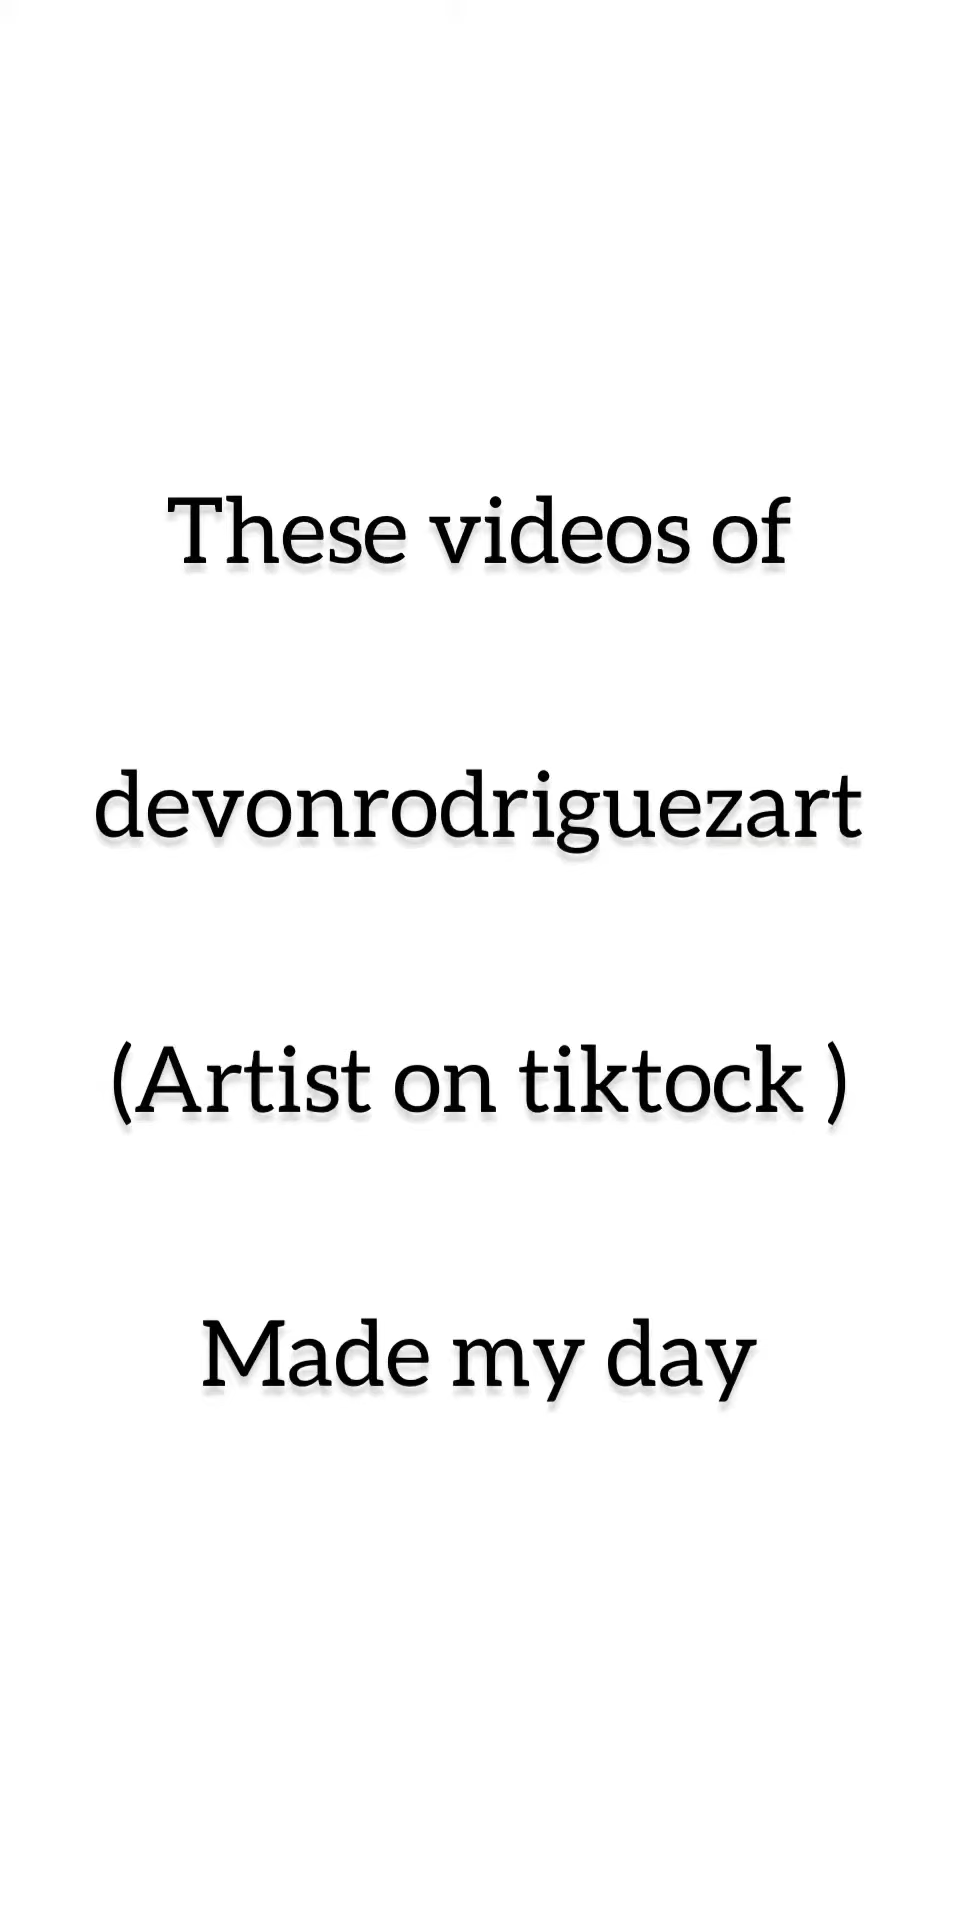 These videos of
devonrodriguezart
(Artist on tiktock )
Made my day